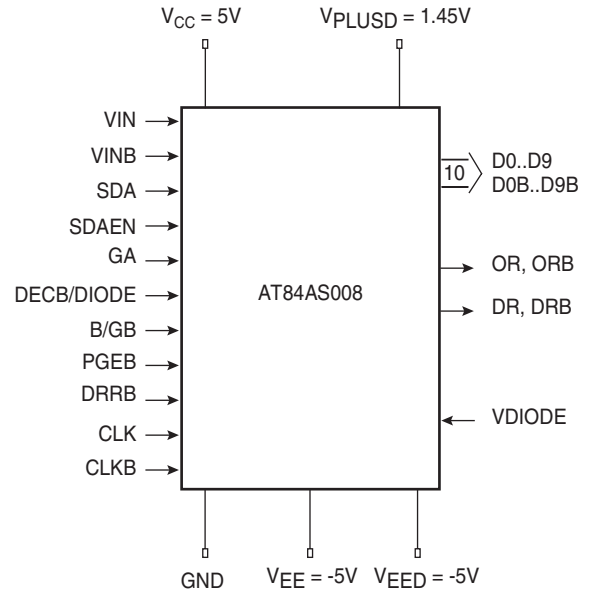 VCC = 5V
VPLUSD = 1.45V
VIN
VINB
SDA
SDAEN
GA
DECB/DIODE
B/GB
PGEB
DRRB
CLK
CLKB
AT84AS008
10
D0..D9
D0B..D9B
OR, ORB
DR, DRB
VDIODE
GND
VEE = -5V
VEED = -5V